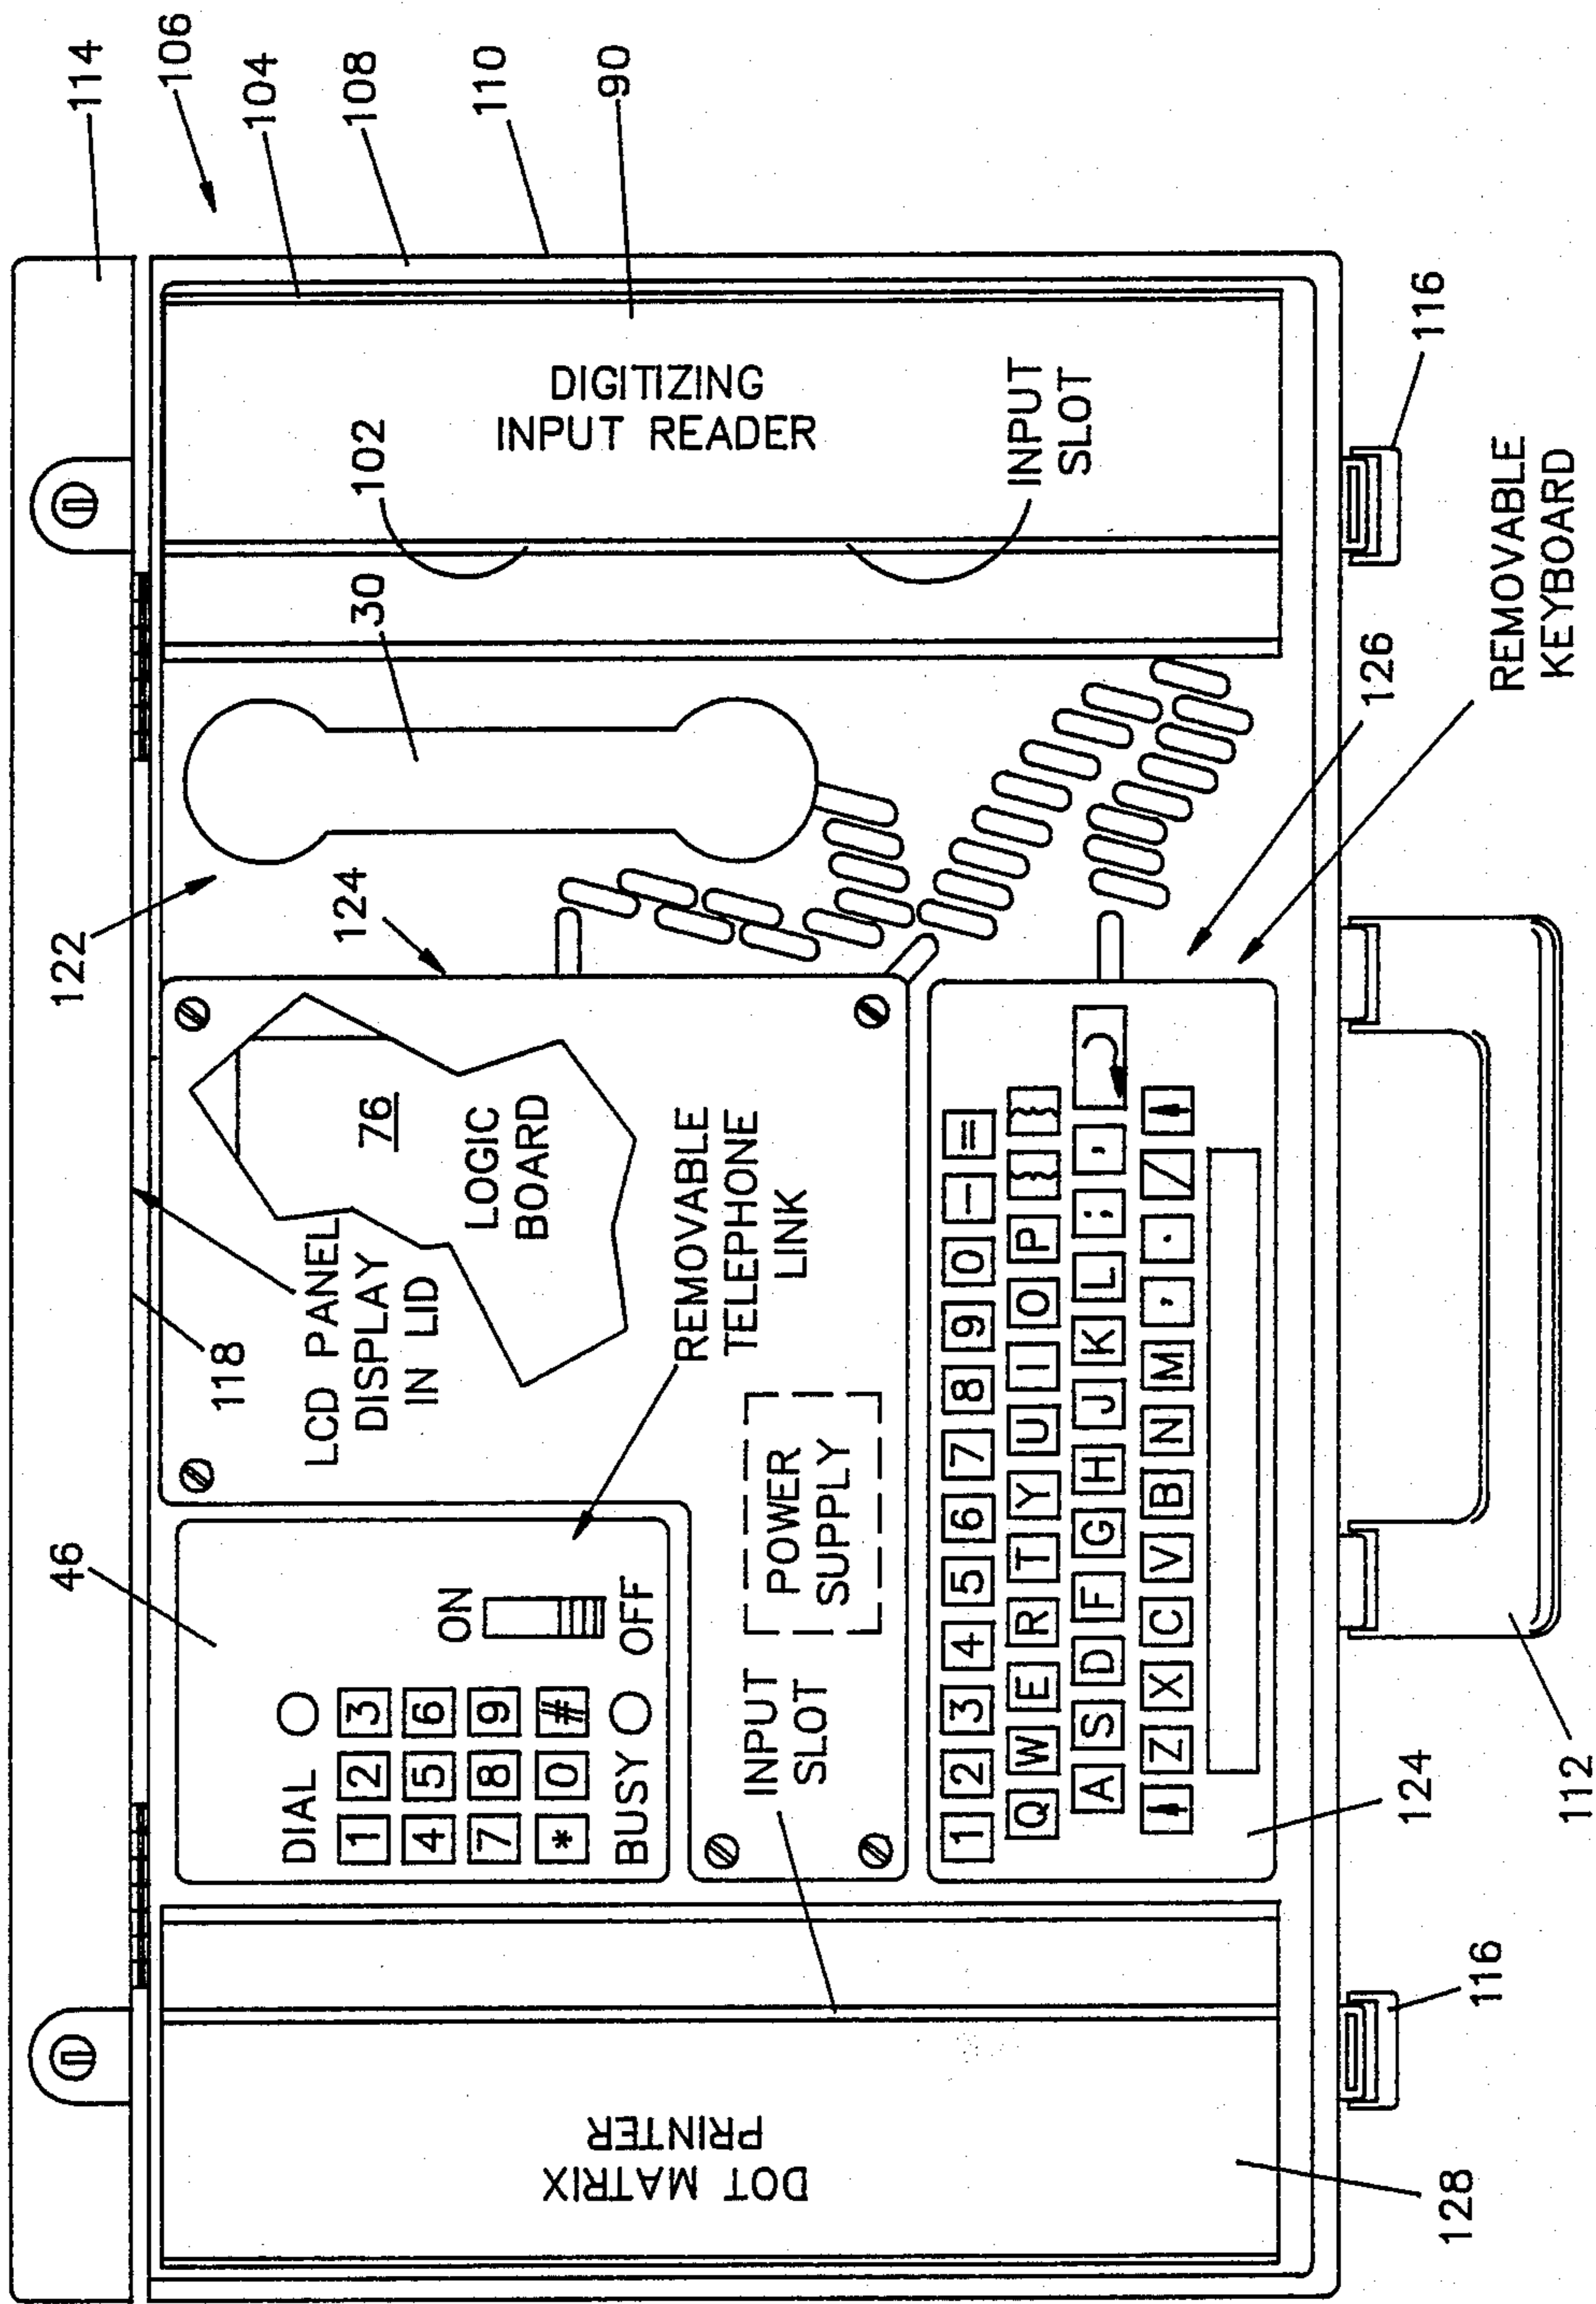 114
106
104
108
110
90
DIGITIZING
INPUT READER
102
INPUT
SLOT
116
REMOVABLE
KEYBOARD
30
122
124
126
76
LOGIC
BOARD
LCD PANEL
DISPLAY
IN LID
118
REMOVABLE
TELEPHONE
LINK
46
DIAL
1 2 3
4 5 6
7 8 9
* 0 #
BUSY
ON
OFF
POWER
SUPPLY
INPUT
SLOT
1 2 3 4 5 6 7 8 9 0 - =
Q W E R T Y U I O P { }
A S D F G H J K L ; '
Z X C V B N M , . /
124
112
116
DOT MATRIX
PRINTER
128